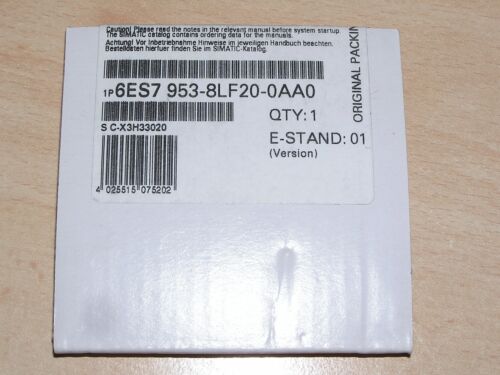 Caution! Please read the notes in the relevant manual before system startup.
The SIMATIC catalog contains ordering data for the manuals.
Achtung! Vor Inbetriebnahme Hinweise im jeweiligen Handbuch beachten.
Bestelldaten hierfuer finden Sie im SIMATIC-Katalog.
1P6ES7 953-8LF20-0AA0
QTY: 1
S C-X3H33020
E-STAND: 01
(Version)
4 025515 075202
ORIGINAL PACKIN